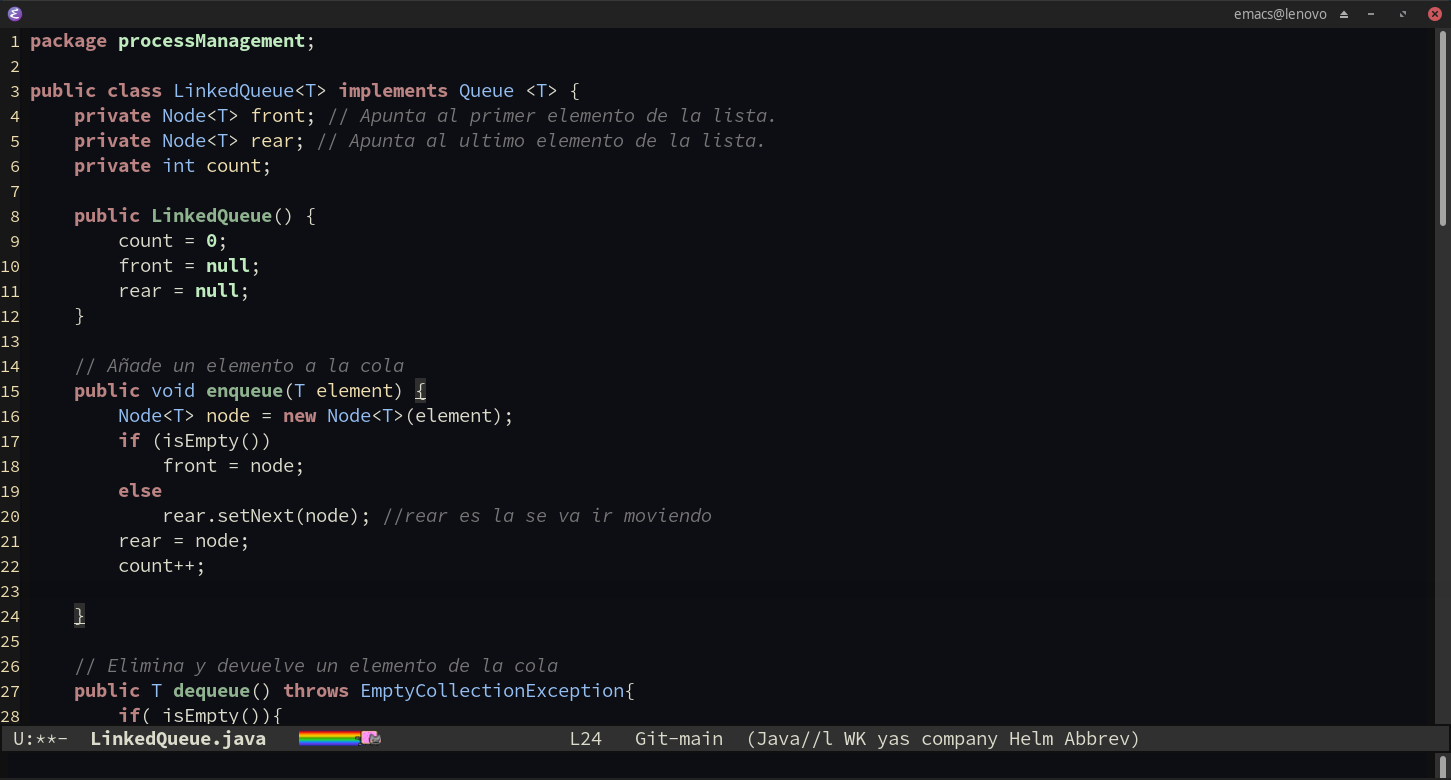 emacs@lenovo
1 package processManagement;
2
3 public class LinkedQueue<T> implements Queue <T> {
4     private Node<T> front; // Apunta al primer elemento de la lista.
5     private Node<T> rear; // Apunta al ultimo elemento de la lista.
6     private int count;
7
8     public LinkedQueue() {
9         count = 0;
10         front = null;
11         rear = null;
12     }
13
14     // Añade un elemento a la cola
15     public void enqueue(T element) {
16         Node<T> node = new Node<T>(element);
17         if (isEmpty())
18             front = node;
19         else
20             rear.setNext(node); //rear es la se va ir moviendo
21         rear = node;
22         count++;
23
24     }
25
26     // Elimina y devuelve un elemento de la cola
27     public T dequeue() throws EmptyCollectionException{
28         if( isEmpty()){
U:**-  LinkedQueue.java   L24   Git-main  (Java//l WK yas company Helm Abbrev)